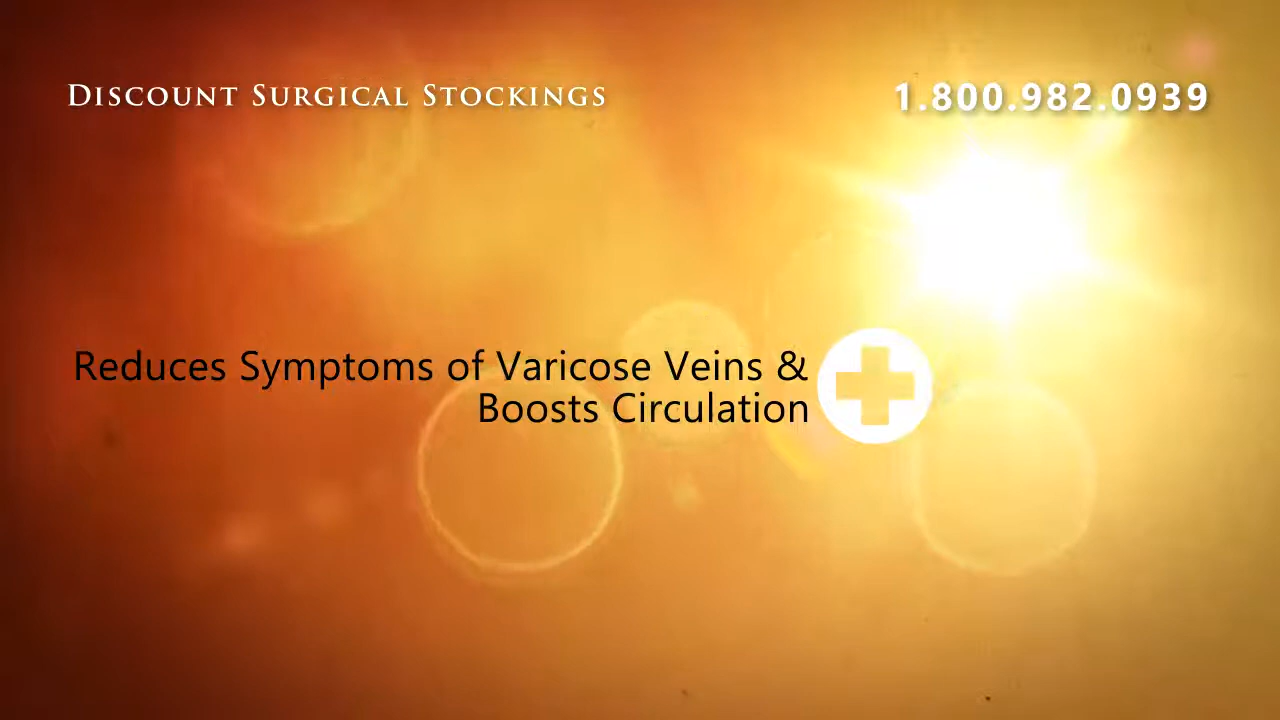 Discount Surgical Stockings
1.800.982.0939
Reduces Symptoms of Varicose Veins &
Boosts Circulation